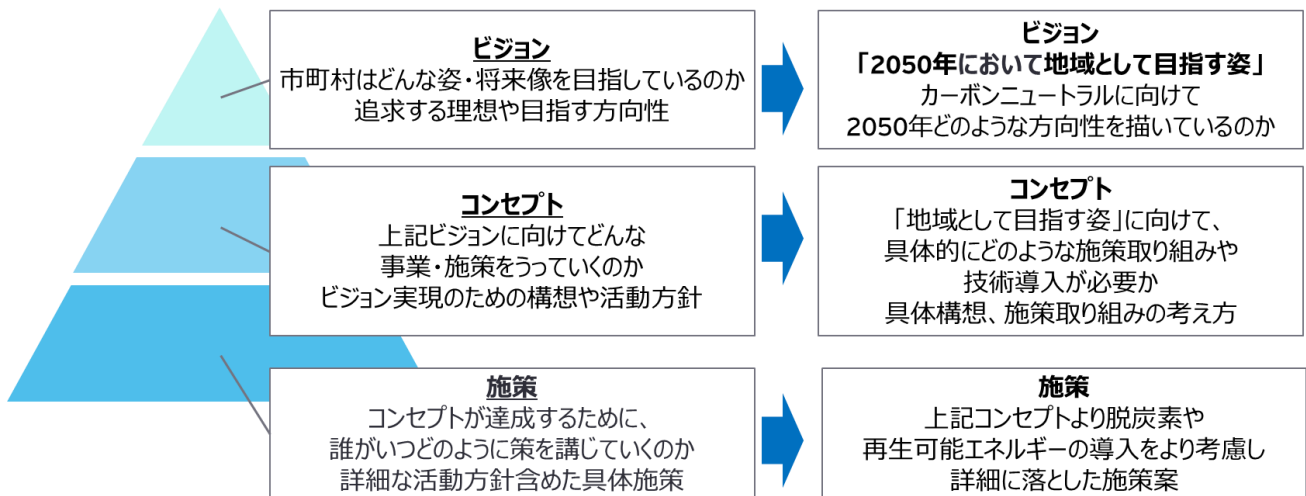 ビジョン
市町村はどんな姿・将来像を目指しているのか
追求する理想や目指す方向性
ビジョン
「2050年において地域として目指す姿」
カーボンニュートラルに向けて
2050年どのような方向性を描いているのか
コンセプト
上記ビジョンに向けてどんな
事業・施策をうっていくのか
ビジョン実現のための構想や活動方針
コンセプト
「地域として目指す姿」に向けて、
具体的にどのような施策取り組みや
技術導入が必要か
具体構想、施策取り組みの考え方
施策
コンセプトが達成するために、
誰がいつどのように策を講じていくのか
詳細な活動方針含めた具体施策
施策
上記コンセプトより脱炭素や
再生可能エネルギーの導入をより考慮し
詳細に落とした施策案